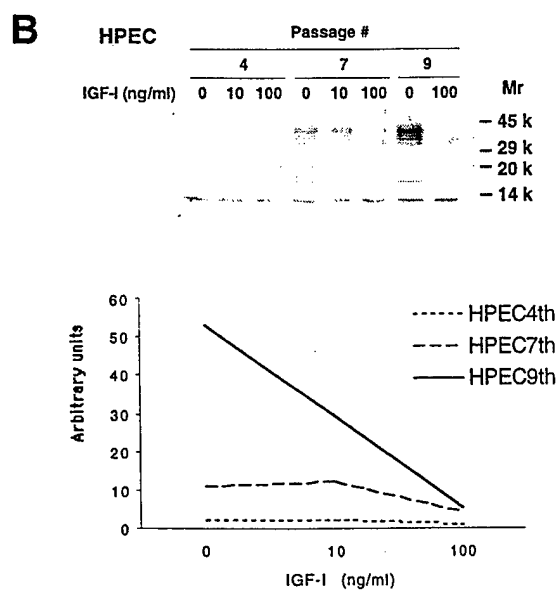 B
HPEC Passage #
4 7 9
IGF-I (ng/ml) 0 10 100 0 10 100 0 100 Mr
45 k
29 k
20 k
14 k
60
50
40
30
20
10
0
Arbitrary units
HPEC4th
HPEC7th
HPEC9th
0 10 100
IGF-I (ng/ml)